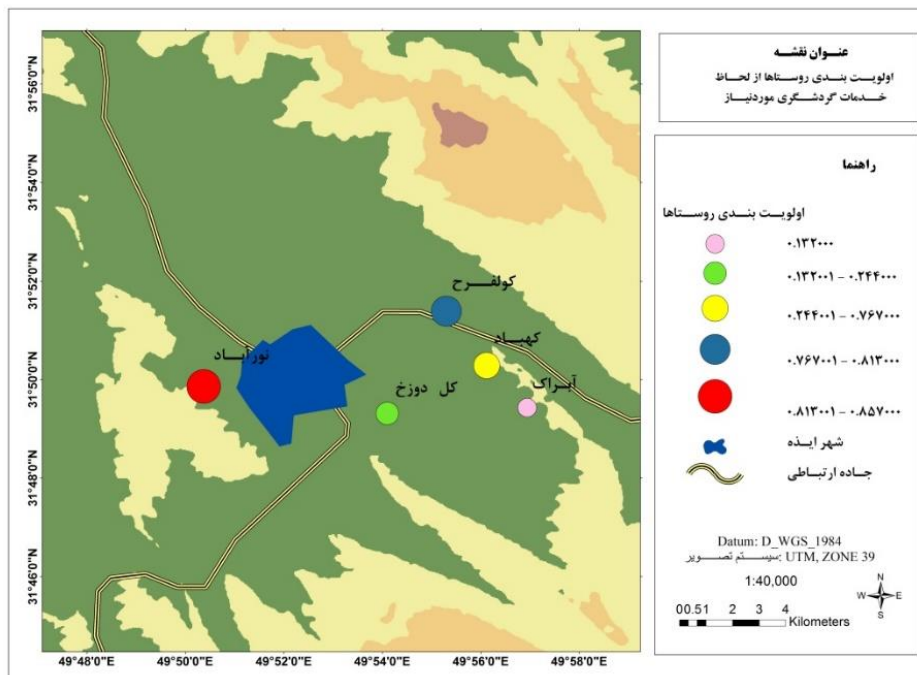 عنوان نقشه
اولویت بندی روستاها از لحاظ
خدمات گردشگری موردنیاز
راهنما
اولویت بندی روستاها
۰.۱۳۲۰۰۰
۰.۱۳۲۰۰۱ – ۰.۲۴۴۰۰۰
۰.۲۴۴۰۰۱ – ۰.۷۶۷۰۰۰
۰.۷۶۷۰۰۱ – ۰.۸۱۳۰۰۰
۰.۸۱۳۰۰۱ – ۰.۸۵۷۰۰۰
شهر ایذه
جاده ارتباطی
Datum: D_WGS_1984
سیستم تصویر: UTM, ZONE 39
1:40,000
N
W E
S
00.51 2 3 4
Kilometers
31°56'0"N
31°54'0"N
31°52'0"N
31°50'0"N
31°48'0"N
31°46'0"N
کولفرح
کهباد
نورآباد
آبراک
کل دوزخ
49°48'0"E 49°50'0"E 49°52'0"E 49°54'0"E 49°56'0"E 49°58'0"E